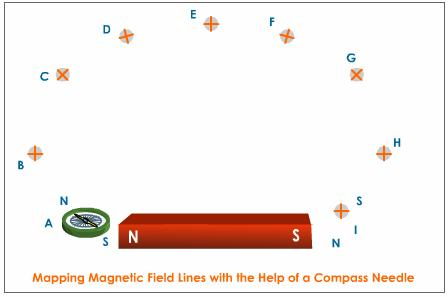 E
D
F
C
G
B
H
N
S
A
I
S
N
N
S
Mapping Magnetic Field Lines with the Help of a Compass Needle